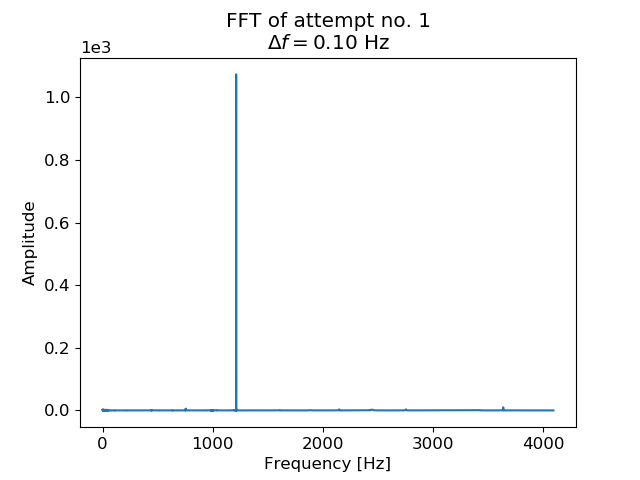 FFT of attempt no. 1
Δf = 0.10 Hz
1e3
1.0
0.8
0.6
0.4
0.2
0.0
Amplitude
0 1000 2000 3000 4000
Frequency [Hz]